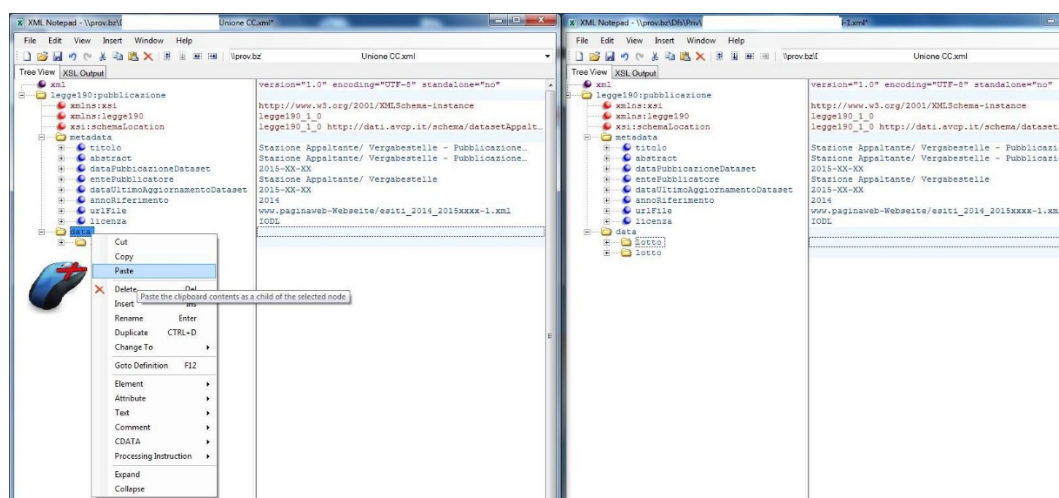 XML Notepad - \\prov.bz\D Unione CC.xml*
File Edit View Insert Window Help
\\prov.bz Unione CC.xml
Tree View XSL Output
xml version="1.0" encoding="UTF-8" standalone="no"
legge190:pubblicazione
xmlns:xsi http://www.w3.org/2001/XMLSchema-instance
xmlns:legge190 legge190_1_0
xsi:schemaLocation legge190_1_0 http://dati.avcp.it/schema/datasetAppalt...
metadata
titolo Stazione Appaltante/ Vergabestelle - Pubblicazione...
abstract Stazione Appaltante/ Vergabestelle - Pubblicazione...
dataPubbicazioneDataset 2015-XX-XX
entePubblicatore Stazione Appaltante/ Vergabestelle
dataUltimoAggiornamentoDataset 2015-XX-XX
annoRiferimento 2014
urlFile www.paginaweb-Webseite/esiti_2014_2015xxxx-1.xml
licenza IODL
data
Cut
Copy
Paste
Delete Del
Paste the clipboard contents as a child of the selected node
Insert
Rename Enter
Duplicate CTRL+D
Change To
Goto Definition F12
Element
Attribute
Text
Comment
CDATA
Processing Instruction
Expand
Collapse
XML Notepad - \\prov.bz\Dfs\Priv\ l-1.xml*
File Edit View Insert Window Help
\\prov.bz\ Unione CC.xml
Tree View XSL Output
xml version="1.0" encoding="UTF-8" standalone="no"
legge190:pubblicazione
xmlns:xsi http://www.w3.org/2001/XMLSchema-instance
xmlns:legge190 legge190_1_0
xsi:schemaLocation legge190_1_0 http://dati.avcp.it/schema/dataset
metadata
titolo Stazione Appaltante/ Vergabestelle - Pubblicazi
abstract Stazione Appaltante/ Vergabestelle - Pubblicazi
dataPubbicazioneDataset 2015-XX-XX
entePubblicatore Stazione Appaltante/ Vergabestelle
dataUltimoAggiornamentoDataset 2015-XX-XX
annoRiferimento 2014
urlFile www.paginaweb-Webseite/esiti_2014_2015xxxx-1.xm
licenza IODL
data
lotto
lotto